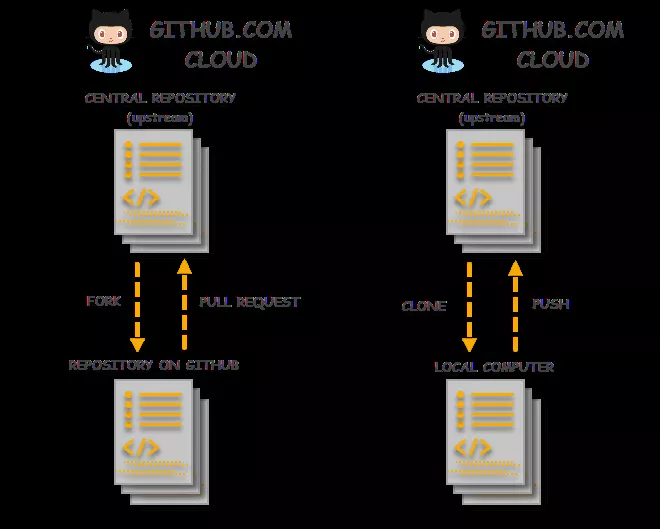 GITHUB.COM
CLOUD
CENTRAL REPOSITORY
(upstream)
</>
FORK
PULL REQUEST
REPOSITORY ON GITHUB
</>
GITHUB.COM
CLOUD
CENTRAL REPOSITORY
(upstream)
</>
CLONE
PUSH
LOCAL COMPUTER
</>